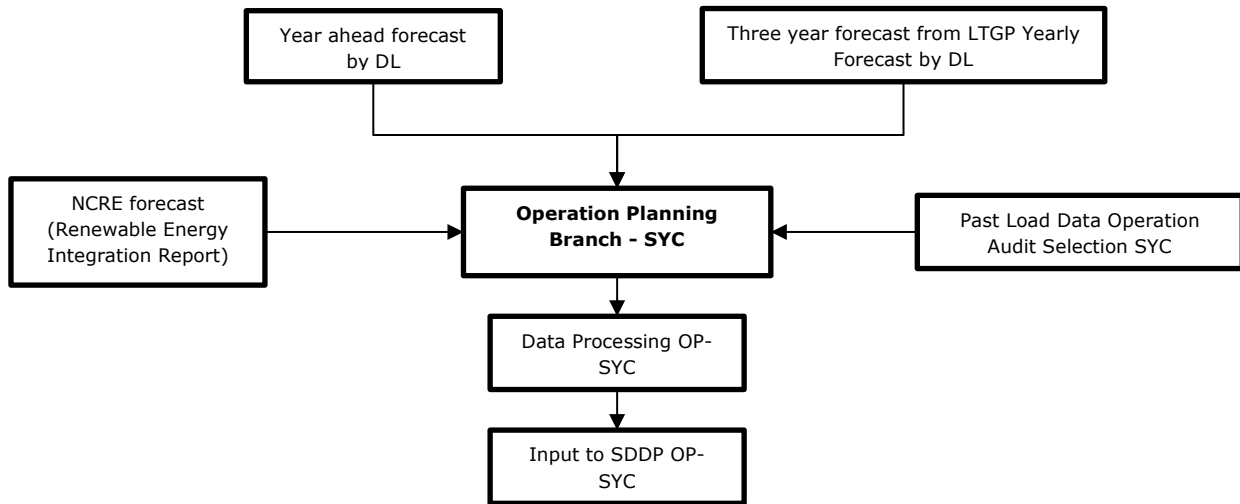 Year ahead forecast
by DL
Three year forecast from LTGP Yearly
Forecast by DL
NCRE forecast
(Renewable Energy
Integration Report)
Operation Planning
Branch - SYC
Past Load Data Operation
Audit Selection SYC
Data Processing OP-
SYC
Input to SDDP OP-
SYC